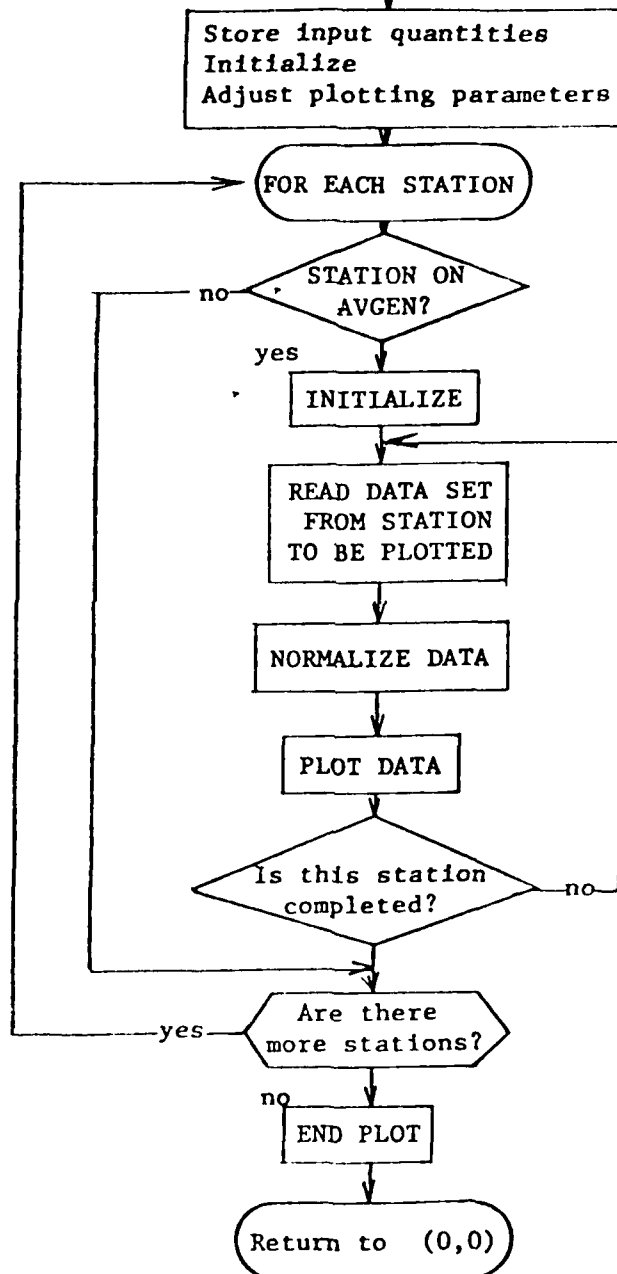 Store input quantities
Initialize
Adjust plotting parameters
FOR EACH STATION
STATION ON
AVGEN?
no
yes
INITIALIZE
READ DATA SET
FROM STATION
TO BE PLOTTED
NORMALIZE DATA
PLOT DATA
Is this station
completed?
no
Are there
more stations?
yes
no
END PLOT
Return to (0,0)